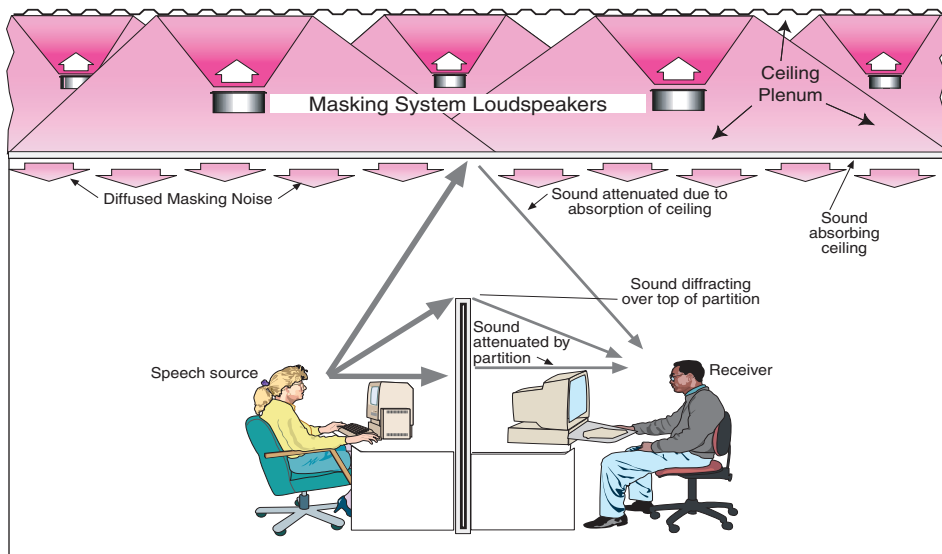 Ceiling
Plenum
Masking System Loudspeakers
Diffused Masking Noise
Sound attenuated due to
absorption of ceiling
Sound
absorbing
ceiling
Sound diffracting
over top of partition
Sound
attenuated by
partition
Speech source
Receiver